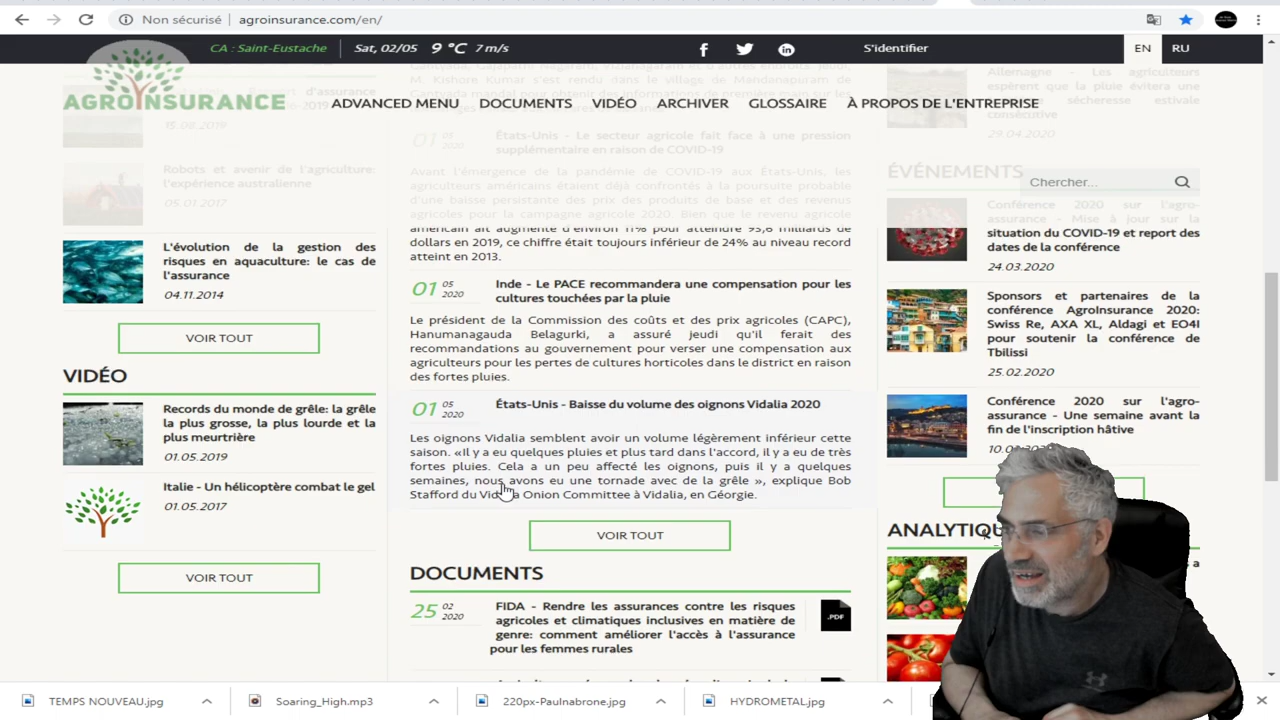 Non sécurisé | agroinsurance.com/en/
CA : Saint-Eustache
Sat, 02/05 9 °C 7 m/s
S'identifier
EN
RU
AGROINSURANCE
ADVANCED MENU
DOCUMENTS
VIDÉO
ARCHIVER
GLOSSAIRE
À PROPOS DE L'ENTREPRISE
Chercher...
Robots et avenir de l'agriculture:
l'expérience australienne
05.01.2017
L'évolution de la gestion des
risques en aquaculture: le cas de
l'assurance
04.11.2014
VOIR TOUT
VIDÉO
Records du monde de grêle: la grêle
la plus grosse, la plus lourde et la
plus meurtrière
01.05.2019
Italie - Un hélicoptère combat le gel
01.05.2017
VOIR TOUT
M. Kishore Kumar s'est rendu dans le village de Mandanapuram de
01 05 2020
États-Unis - Le secteur agricole fait face à une pression
supplémentaire en raison de COVID-19
Avant l'émergence de la pandémie de COVID-19 aux États-Unis, les
agriculteurs américains étaient déjà confrontés à la poursuite probable
d'une baisse persistante des prix des produits de base et des revenus
agricoles pour la campagne agricole 2020. Bien que le revenu agricole
américain ait augmenté d'environ 11% pour atteindre 93,6 milliards de
dollars en 2019, ce chiffre était toujours inférieur de 24% au niveau record
atteint en 2013.
01 05 2020
Inde - Le PACE recommandera une compensation pour les
cultures touchées par la pluie
Le président de la Commission des coûts et des prix agricoles (CAPC),
Hanumanagauda Belagurki, a assuré jeudi qu'il ferait des
recommandations au gouvernement pour verser une compensation aux
agriculteurs pour les pertes de cultures horticoles dans le district en raison
des fortes pluies.
01 05 2020
États-Unis - Baisse du volume des oignons Vidalia 2020
Les oignons Vidalia semblent avoir un volume légèrement inférieur cette
saison. «Il y a eu quelques pluies et plus tard dans l'accord, il y a eu de très
fortes pluies. Cela a un peu affecté les oignons, puis il y a quelques
semaines, nous avons eu une tornade avec de la grêle », explique Bob
Stafford du Vidalia Onion Committee à Vidalia, en Géorgie.
VOIR TOUT
DOCUMENTS
25 02 2020
FIDA - Rendre les assurances contre les risques
agricoles et climatiques inclusives en matière de
genre: comment améliorer l'accès à l'assurance
pour les femmes rurales
.PDF
Allemagne - Les agriculteurs
espèrent que la pluie évitera une
sécheresse estivale
consécutive
29.04.2020
ÉVÉNEMENTS
Conférence 2020 sur l'agro-
assurance - Mise à jour sur la
situation du COVID-19 et report des
dates de la conférence
24.03.2020
Sponsors et partenaires de la
conférence AgroInsurance 2020:
Swiss Re, AXA XL, Aldagi et EO4I
pour soutenir la conférence de
Tbilissi
25.02.2020
Conférence 2020 sur l'agro-
assurance - Une semaine avant la
fin de l'inscription hâtive
TEMPS NOUVEAU.jpg
Soaring_High.mp3
220px-Paulnabrone.jpg
HYDROMETAL.jpg